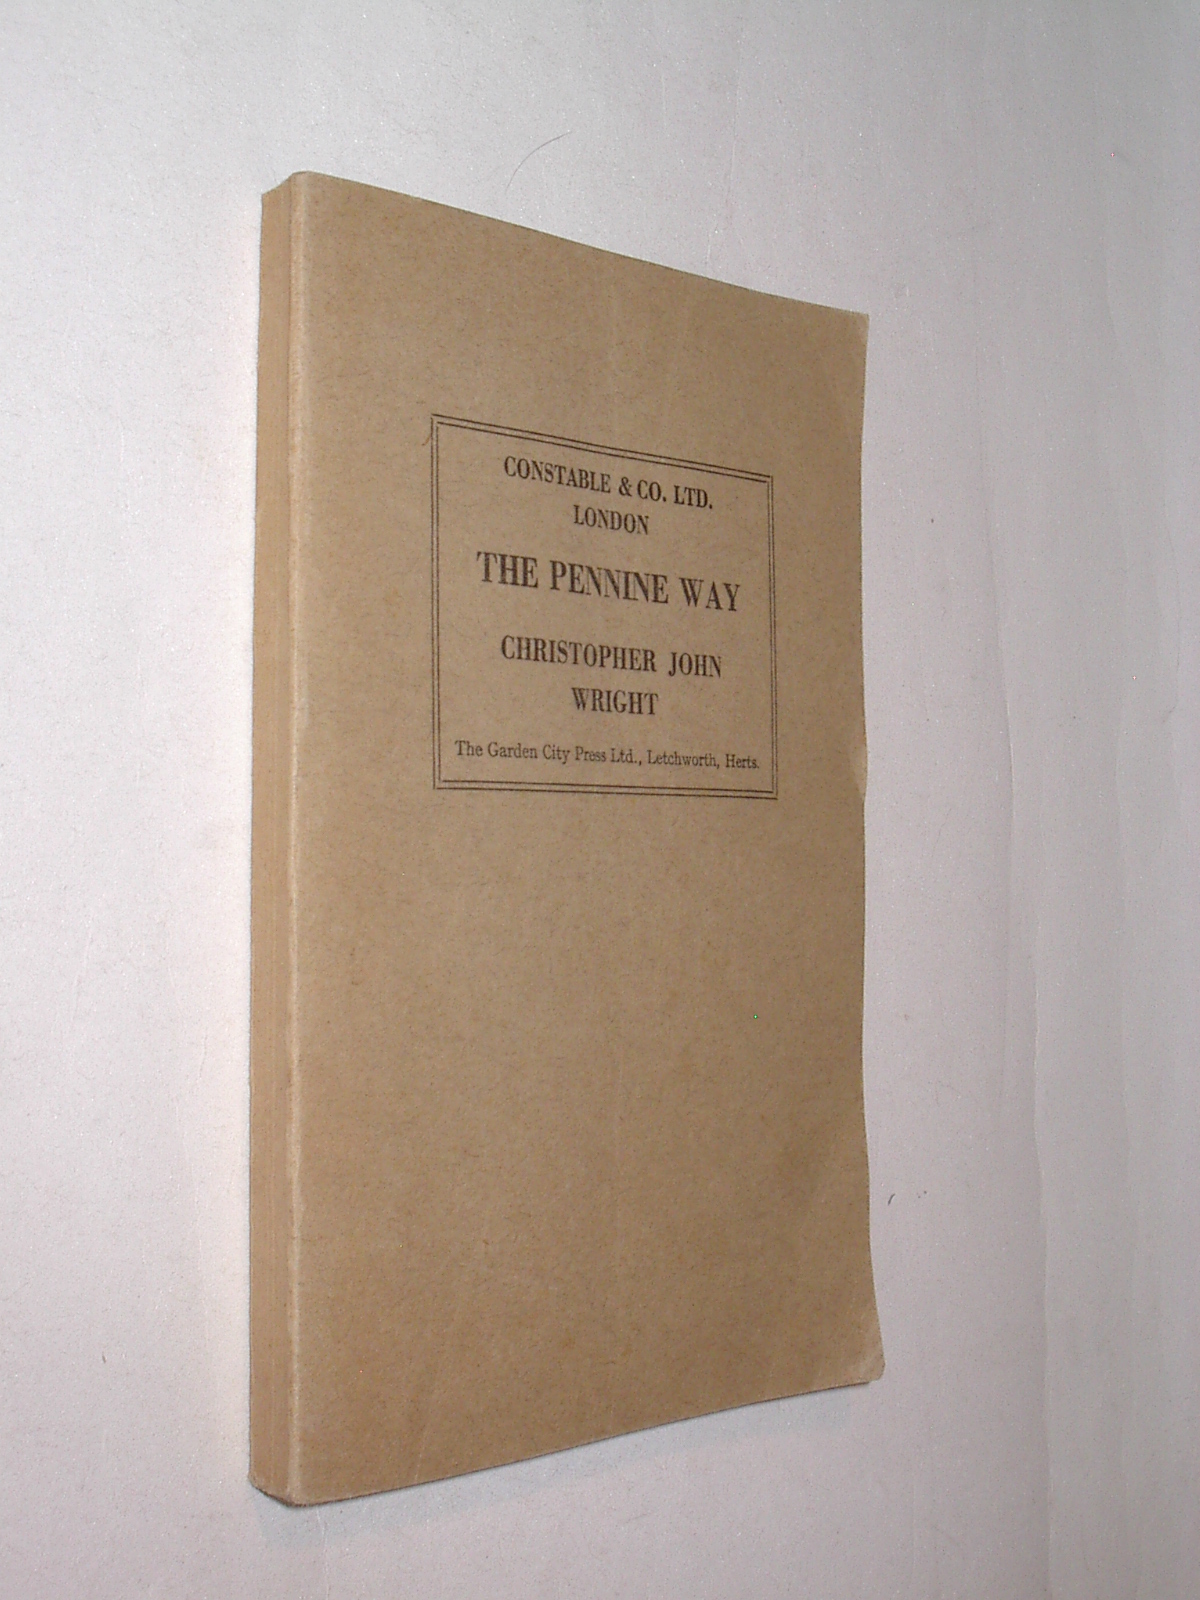 CONSTABLE & CO. LTD.
LONDON
THE PENNINE WAY
CHRISTOPHER JOHN
WRIGHT
The Garden City Press Ltd., Letchworth, Herts.